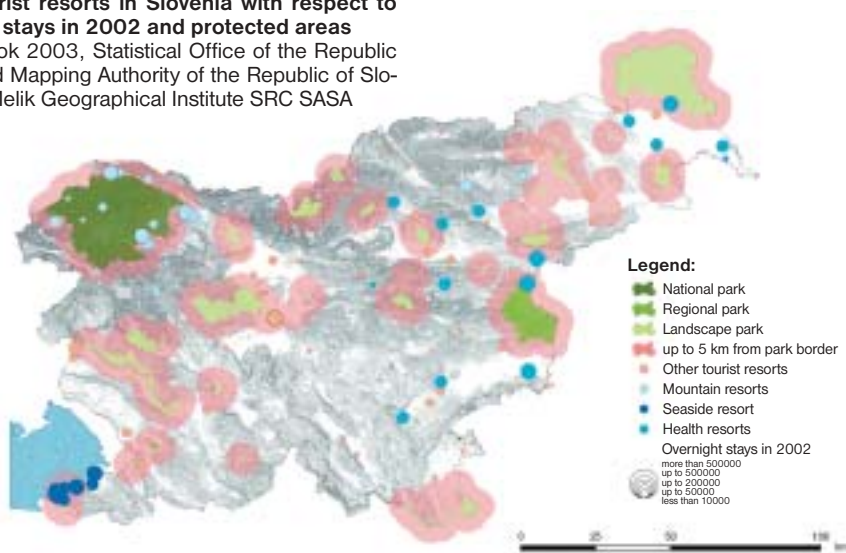 rist resorts in Slovenia with respect to
stays in 2002 and protected areas
ok 2003, Statistical Office of the Republic
d Mapping Authority of the Republic of Slo-
elik Geographical Institute SRC SASA
Legend:
National park
Regional park
Landscape park
up to 5 km from park border
Other tourist resorts
Mountain resorts
Seaside resort
Health resorts
Overnight stays in 2002
more than 500000
up to 500000
up to 200000
up to 50000
less than 10000
0 25 50 100